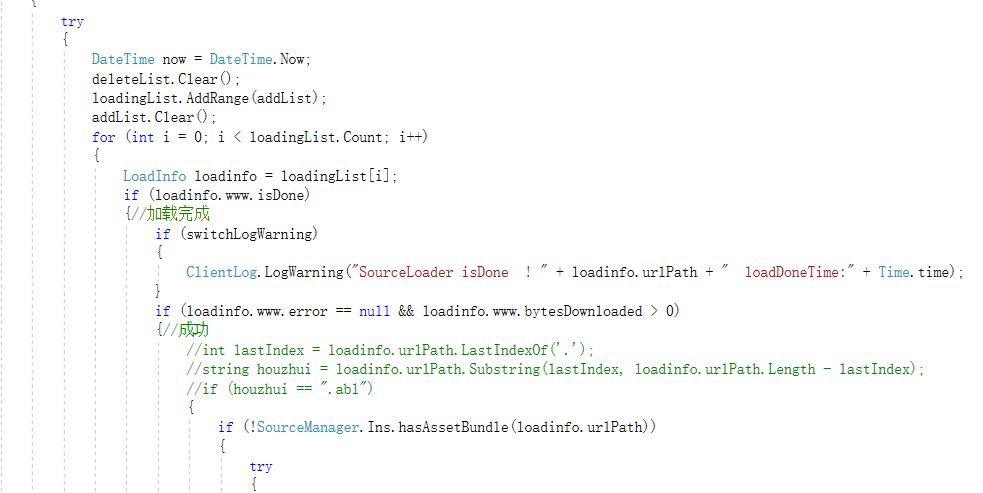 {
try
{
DateTime now = DateTime.Now;
deleteList.Clear();
loadingList.AddRange(addList);
addList.Clear();
for (int i = 0; i < loadingList.Count; i++)
{
LoadInfo loadinfo = loadingList[i];
if (loadinfo.www.isDone)
{//加载完成
if (switchLogWarning)
{
ClientLog.LogWarning("SourceLoader isDone  ! " + loadinfo.urlPath + "  loadDoneTime:" + Time.time);
}
if (loadinfo.www.error == null && loadinfo.www.bytesDownloaded > 0)
{//成功
//int lastIndex = loadinfo.urlPath.LastIndexOf('.');
//string houzhui = loadinfo.urlPath.Substring(lastIndex, loadinfo.urlPath.Length - lastIndex);
//if (houzhui == ".abl")
{
if (!SourceManager.Ins.hasAssetBundle(loadinfo.urlPath))
{
try
{